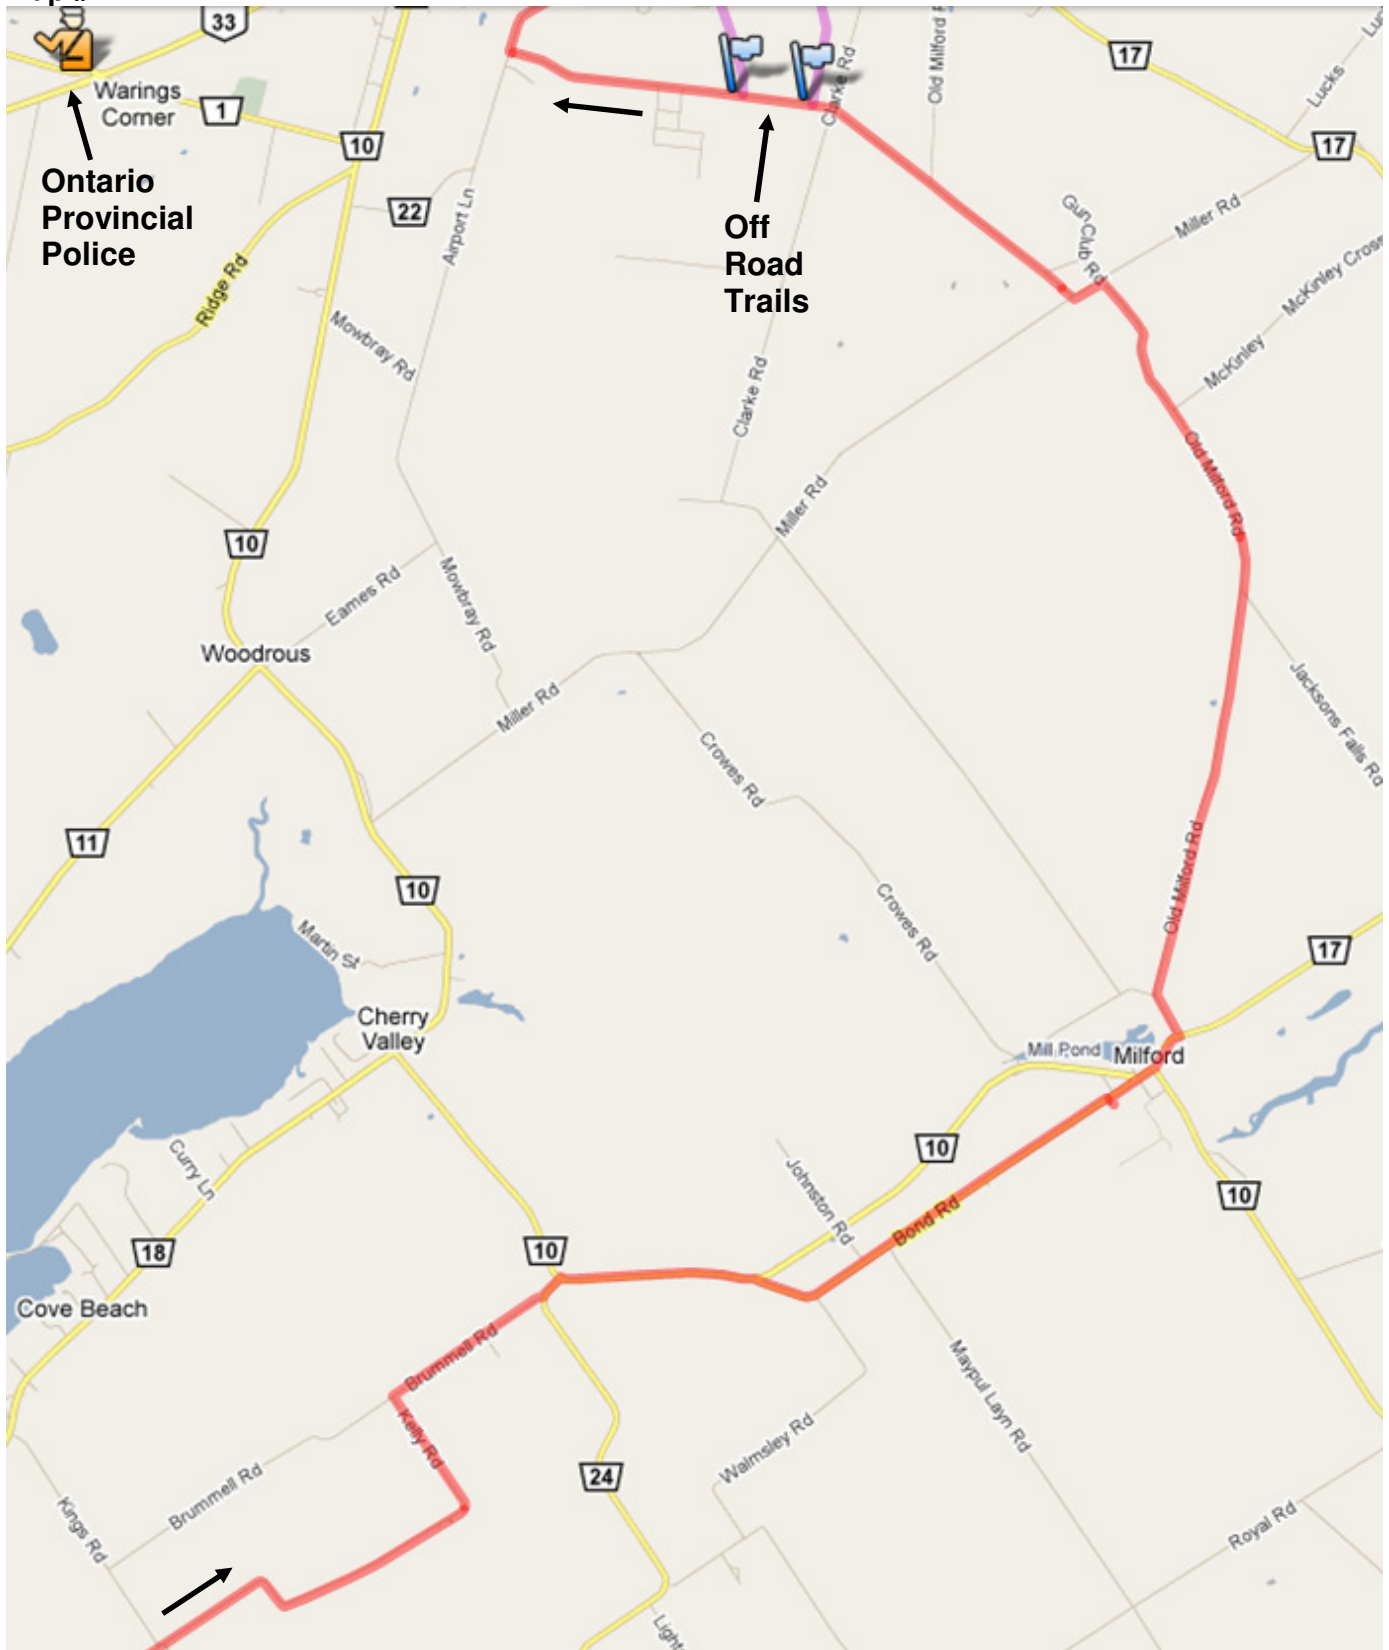 33
Warings
Corner
1
10
Ontario
Provincial
Police
22
Airport Ln
Ridge Rd
Mowbray Rd
Clarke Rd
Old Milford
17
Lucks
17
Off
Road
Trails
Gun Club Rd
Miller Rd
McKinley Cross
McKinley
Clarke Rd
Miller Rd
Old Milford Rd
10
Eames Rd
Mowbray Rd
Woodrous
Miller Rd
Crowes Rd
Jacksons Falls Rd
11
10
Crowes Rd
Old Milford Rd
17
Martin St
Cherry
Valley
Mill Pond
Milford
Curry Ln
Johnston Rd
10
Bond Rd
10
18
10
Cove Beach
Brummell Rd
Kelly Rd
Maypul Layn Rd
Walmsley Rd
24
Brummell Rd
Kings Rd
Royal Rd
Light